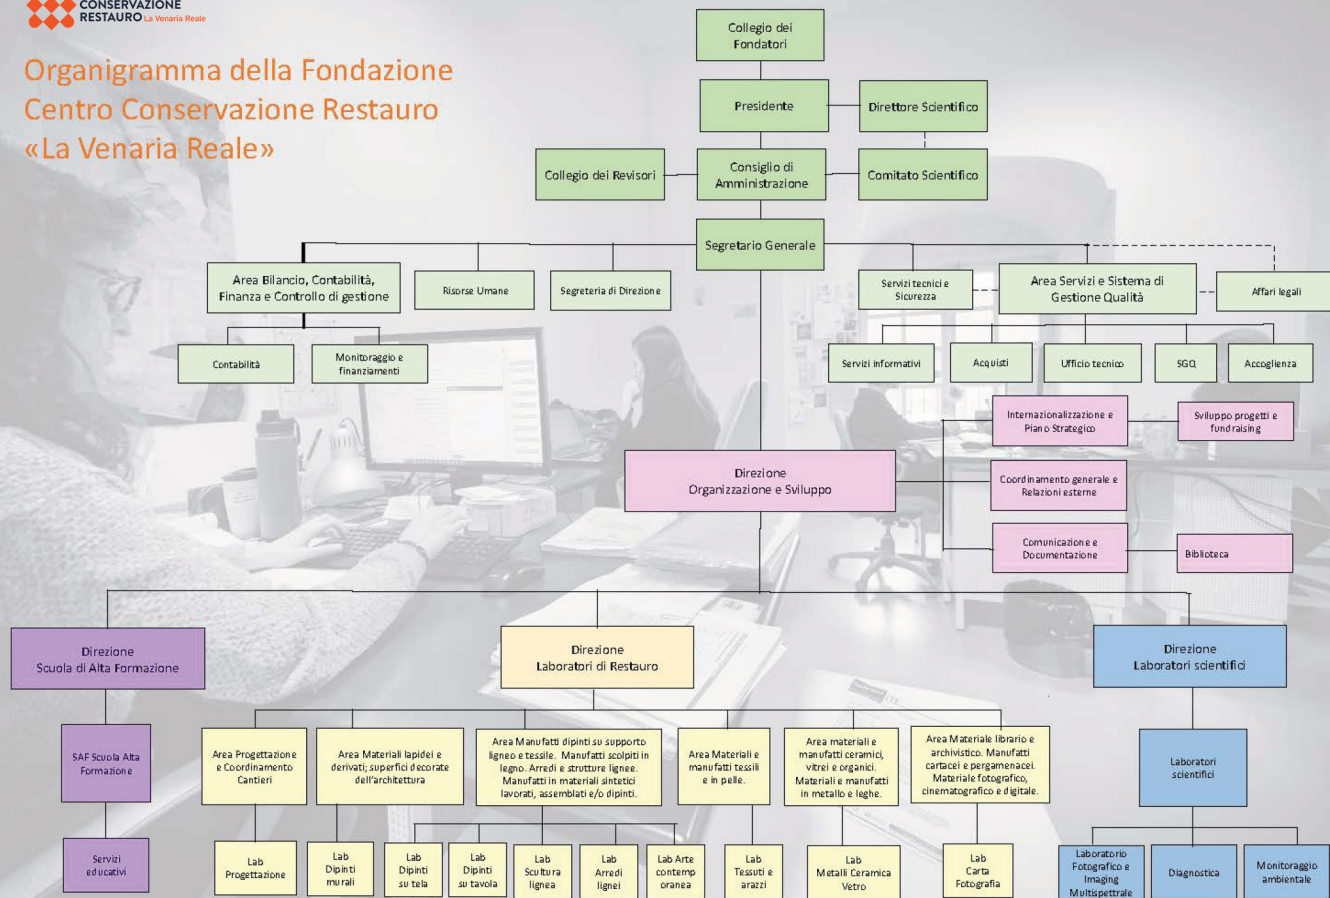 CONSERVAZIONE
RESTAURO La Venaria Reale
Organigramma della Fondazione
Centro Conservazione Restauro
«La Venaria Reale»
Collegio dei
Fondatori
Presidente
Direttore Scientifico
Collegio dei Revisori
Consiglio di
Amministrazione
Comitato Scientifico
Segretario Generale
Area Bilancio, Contabilità,
Finanza e Controllo di gestione
Risorse Umane
Segreteria di Direzione
Servizi tecnici e
Sicurezza
Area Servizi e Sistema di
Gestione Qualità
Affari legali
Contabilità
Monitoraggio e
finanziamenti
Servizi informativi
Acquisti
Ufficio tecnico
SGQ
Accoglienza
Internazionalizzazione e
Piano Strategico
Sviluppo progetti e
fundraising
Direzione
Organizzazione e Sviluppo
Coordinamento generale e
Relazioni esterne
Comunicazione e
Documentazione
Biblioteca
Direzione
Scuola di Alta Formazione
Direzione
Laboratori di Restauro
Direzione
Laboratori scientifici
SAF Scuola Alta
Formazione
Area Progettazione
e Coordinamento
Cantieri
Area Materiali lapidei e
derivati; superfici decorate
dell'architettura
Area Manufatti dipinti su supporto
ligneo e tessile. Manufatti scolpiti in
legno. Arredi e strutture lignee.
Manufatti in materiali sintetici
lavorati, assemblati e/o dipinti.
Area Materiali e
manufatti tessili
e in pelle.
Area materiali e
manufatti ceramici,
vitrei e organici.
Materiali e manufatti
in metallo e leghe.
Area Materiale librario e
archivistico. Manufatti
cartacei e pergamenacei.
Materiale fotografico,
cinematografico e digitale.
Laboratori
scientifici
Servizi
educativi
Lab
Progettazione
Lab
Dipinti
murali
Lab
Dipinti
su tela
Lab
Dipinti
su tavola
Lab
Scultura
lignea
Lab
Arredi
lignei
Lab Arte
contemp
oranea
Lab
Tessuti e
arazzi
Lab
Metalli Ceramica
Vetro
Lab
Carta
Fotografia
Laboratorio
Fotografico e
Imaging
Multispettrale
Diagnostica
Monitoraggio
ambientale